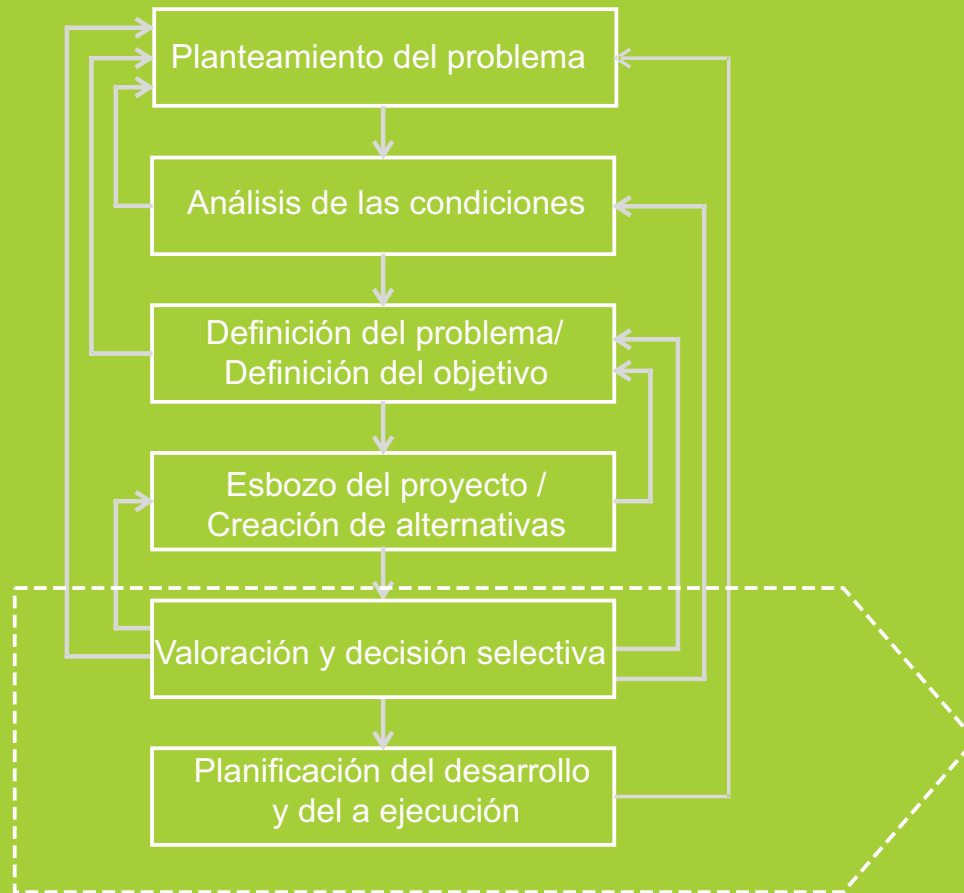 Planteamiento del problema
Análisis de las condiciones
Definición del problema/
Definición del objetivo
Esbozo del proyecto /
Creación de alternativas
Valoración y decisión selectiva
Planificación del desarrollo
y del a ejecución